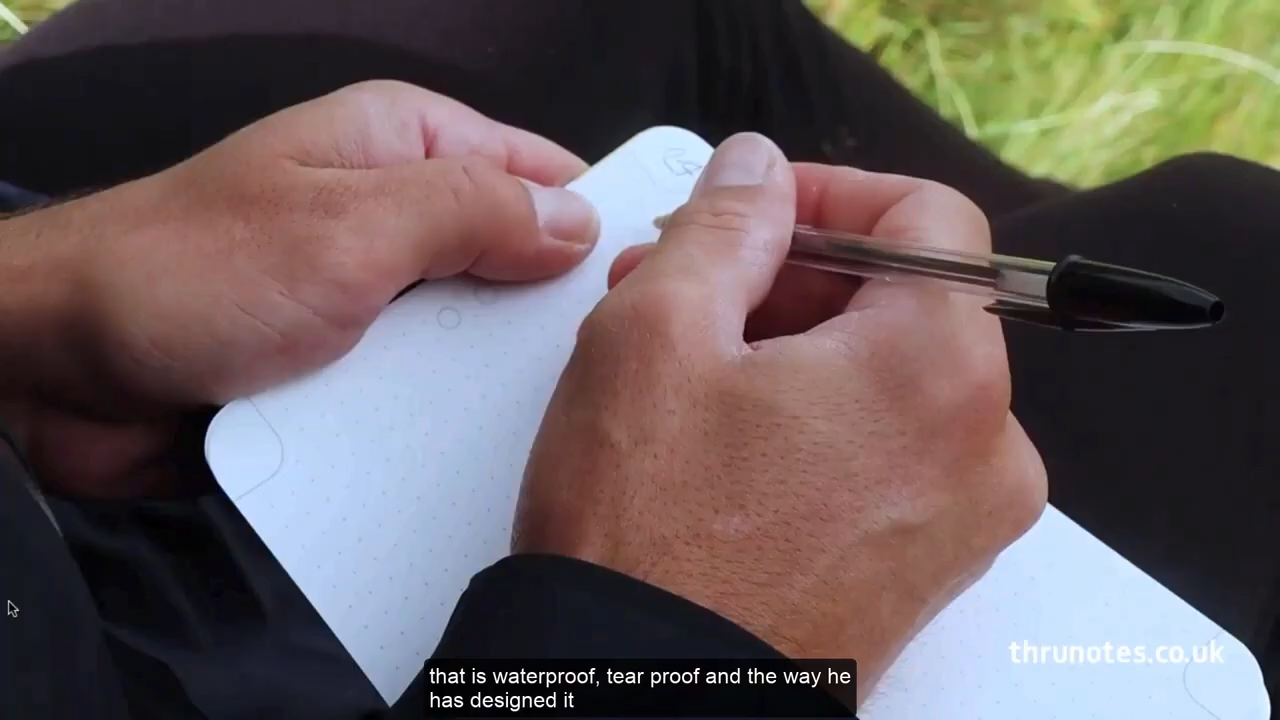 thrunotes.co.uk
that is waterproof, tear proof and the way he
has designed it